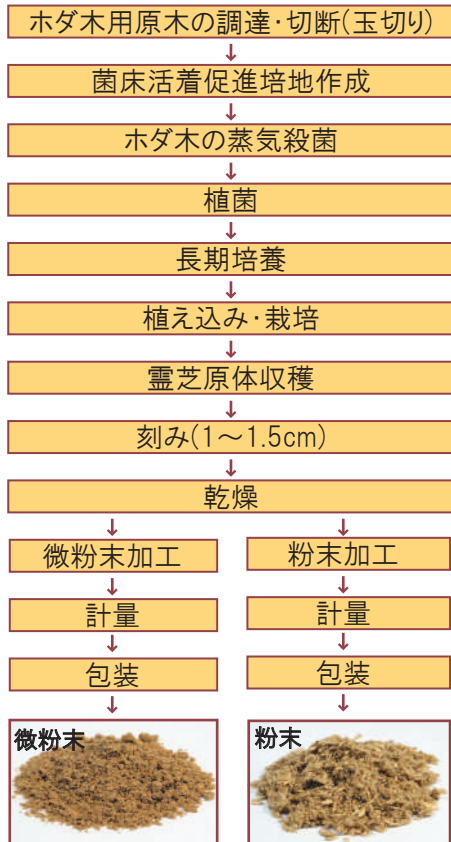 ホダ木用原木の調達・切断(玉切り)
↓
菌床活着促進培地作成
↓
ホダ木の蒸気殺菌
↓
植菌
↓
長期培養
↓
植え込み・栽培
↓
霊芝原体収穫
↓
刻み(1～1.5cm)
↓
乾燥
↓ ↓
微粉末加工 粉末加工
↓ ↓
計量 計量
↓ ↓
包装 包装
↓ ↓
微粉末 粉末